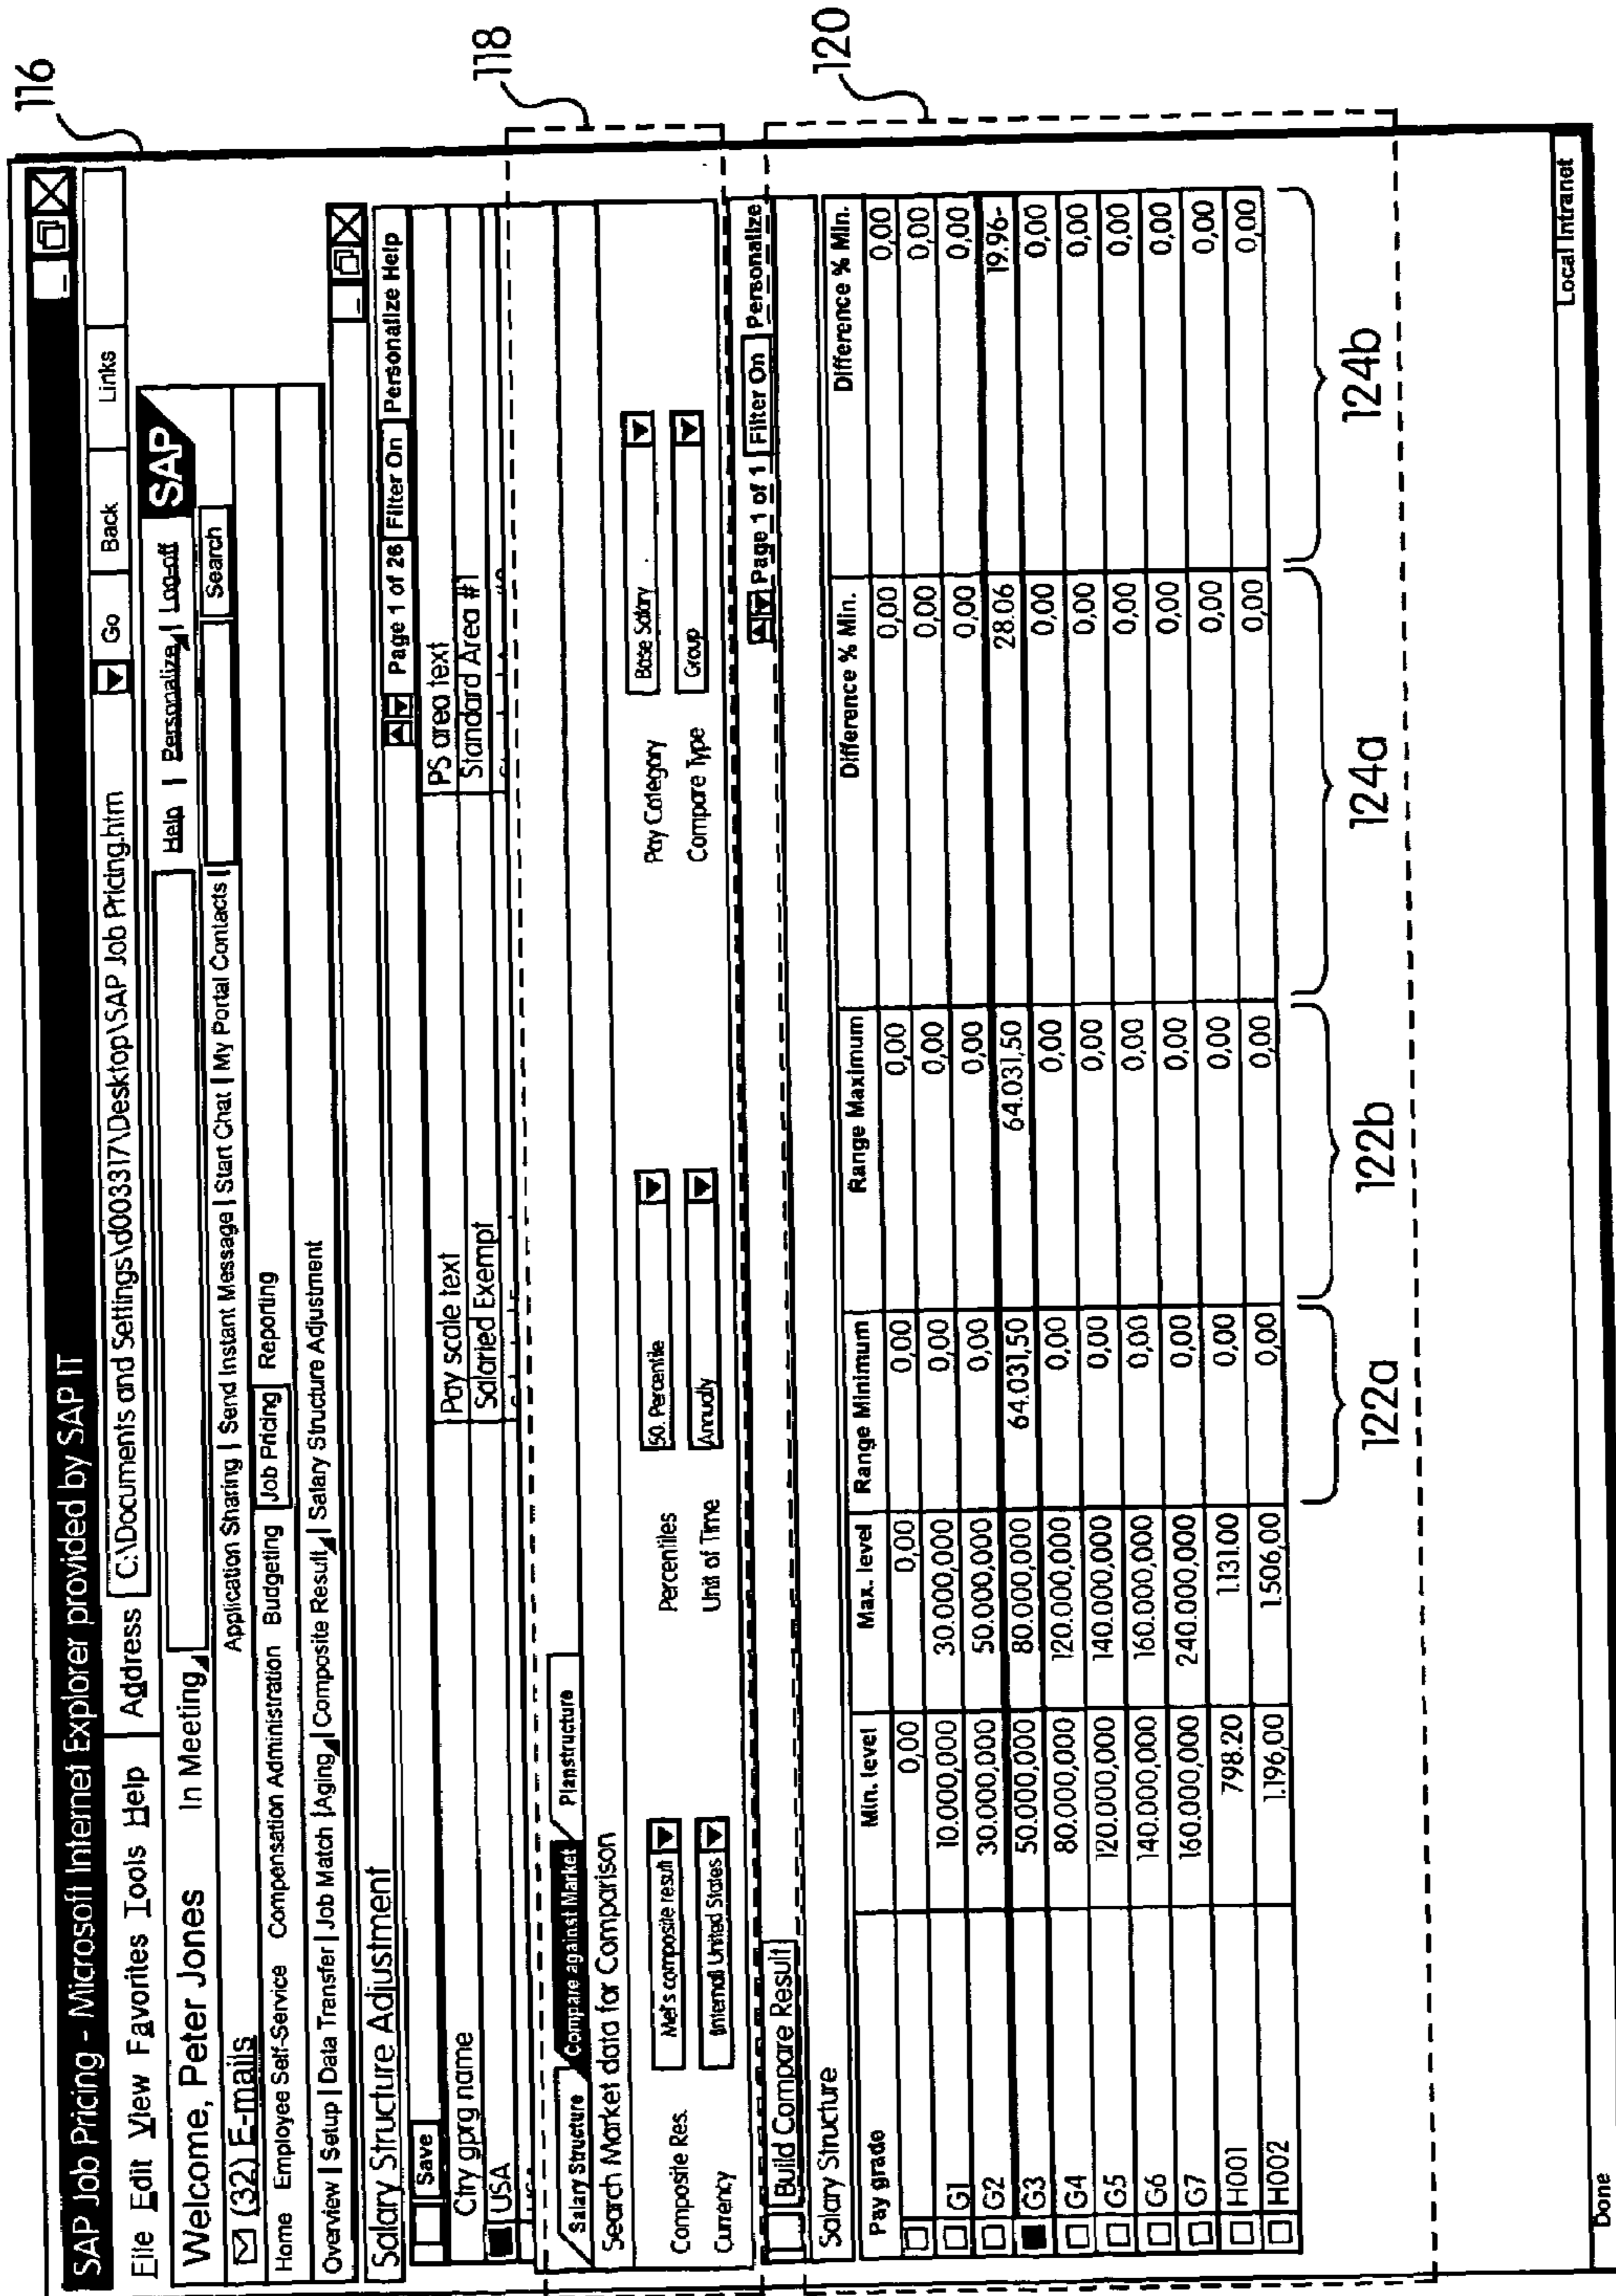 116
SAP Job Pricing - Microsoft Internet Explorer provided by SAP IT
File Edit View Favorites Tools Help Address C:\Documents and Settings\d003317\Desktop\SAP Job Pricing.htm Go Back Links
Welcome, Peter Jones In Meeting Help | Personalize | Log-off SAP
(32) E-mails Application Sharing | Send Instant Message | Start Chat | My Portal Contacts | Search
Home Employee Self-Service Compensation Administration Budgeting Job Pricing Reporting
Overview | Setup | Data Transfer | Job Match | Aging | Composite Result | Salary Structure Adjustment
Salary Structure Adjustment
Save Page 1 of 26 Filter On Personalize Help
Ctry gprg name Pay scale text PS area text
USA Salaried Exempt Standard Area #1
118
Salary Structure Compare against Market Planstructure
Search Market data for Comparison
Composite Res. Mel's composite result Percentiles 50. Percentile Pay Category Base Salary
Currency (Internal United States Unit of Time Annudly Compare Type Group
120
Build Compare Result Page 1 of 1 Filter On Personalize
Salary Structure
Pay grade Min. level Max. level Range Minimum Range Maximum Difference % Min. Difference % Min.
0,00 0,00 0,00 0,00 0,00 0,00
G1 10.000,000 30.000,000 0,00 0,00 0,00 0,00
G2 30.000,000 50.000,000 0,00 0,00 0,00 0,00
G3 50.000,000 80.000,000 64.031,50 64.031,50 28.06 19.96-
G4 80.000,000 120.000,000 0,00 0,00 0,00 0,00
G5 120.000,000 140.000,000 0,00 0,00 0,00 0,00
G6 140.000,000 160.000,000 0,00 0,00 0,00 0,00
G7 160.000,000 240.000,000 0,00 0,00 0,00 0,00
H001 798.20 1.131.00 0,00 0,00 0,00 0,00
H002 1.196,00 1.506,00 0,00 0,00 0,00 0,00
122a 122b 124a 124b
Done Local Intranet